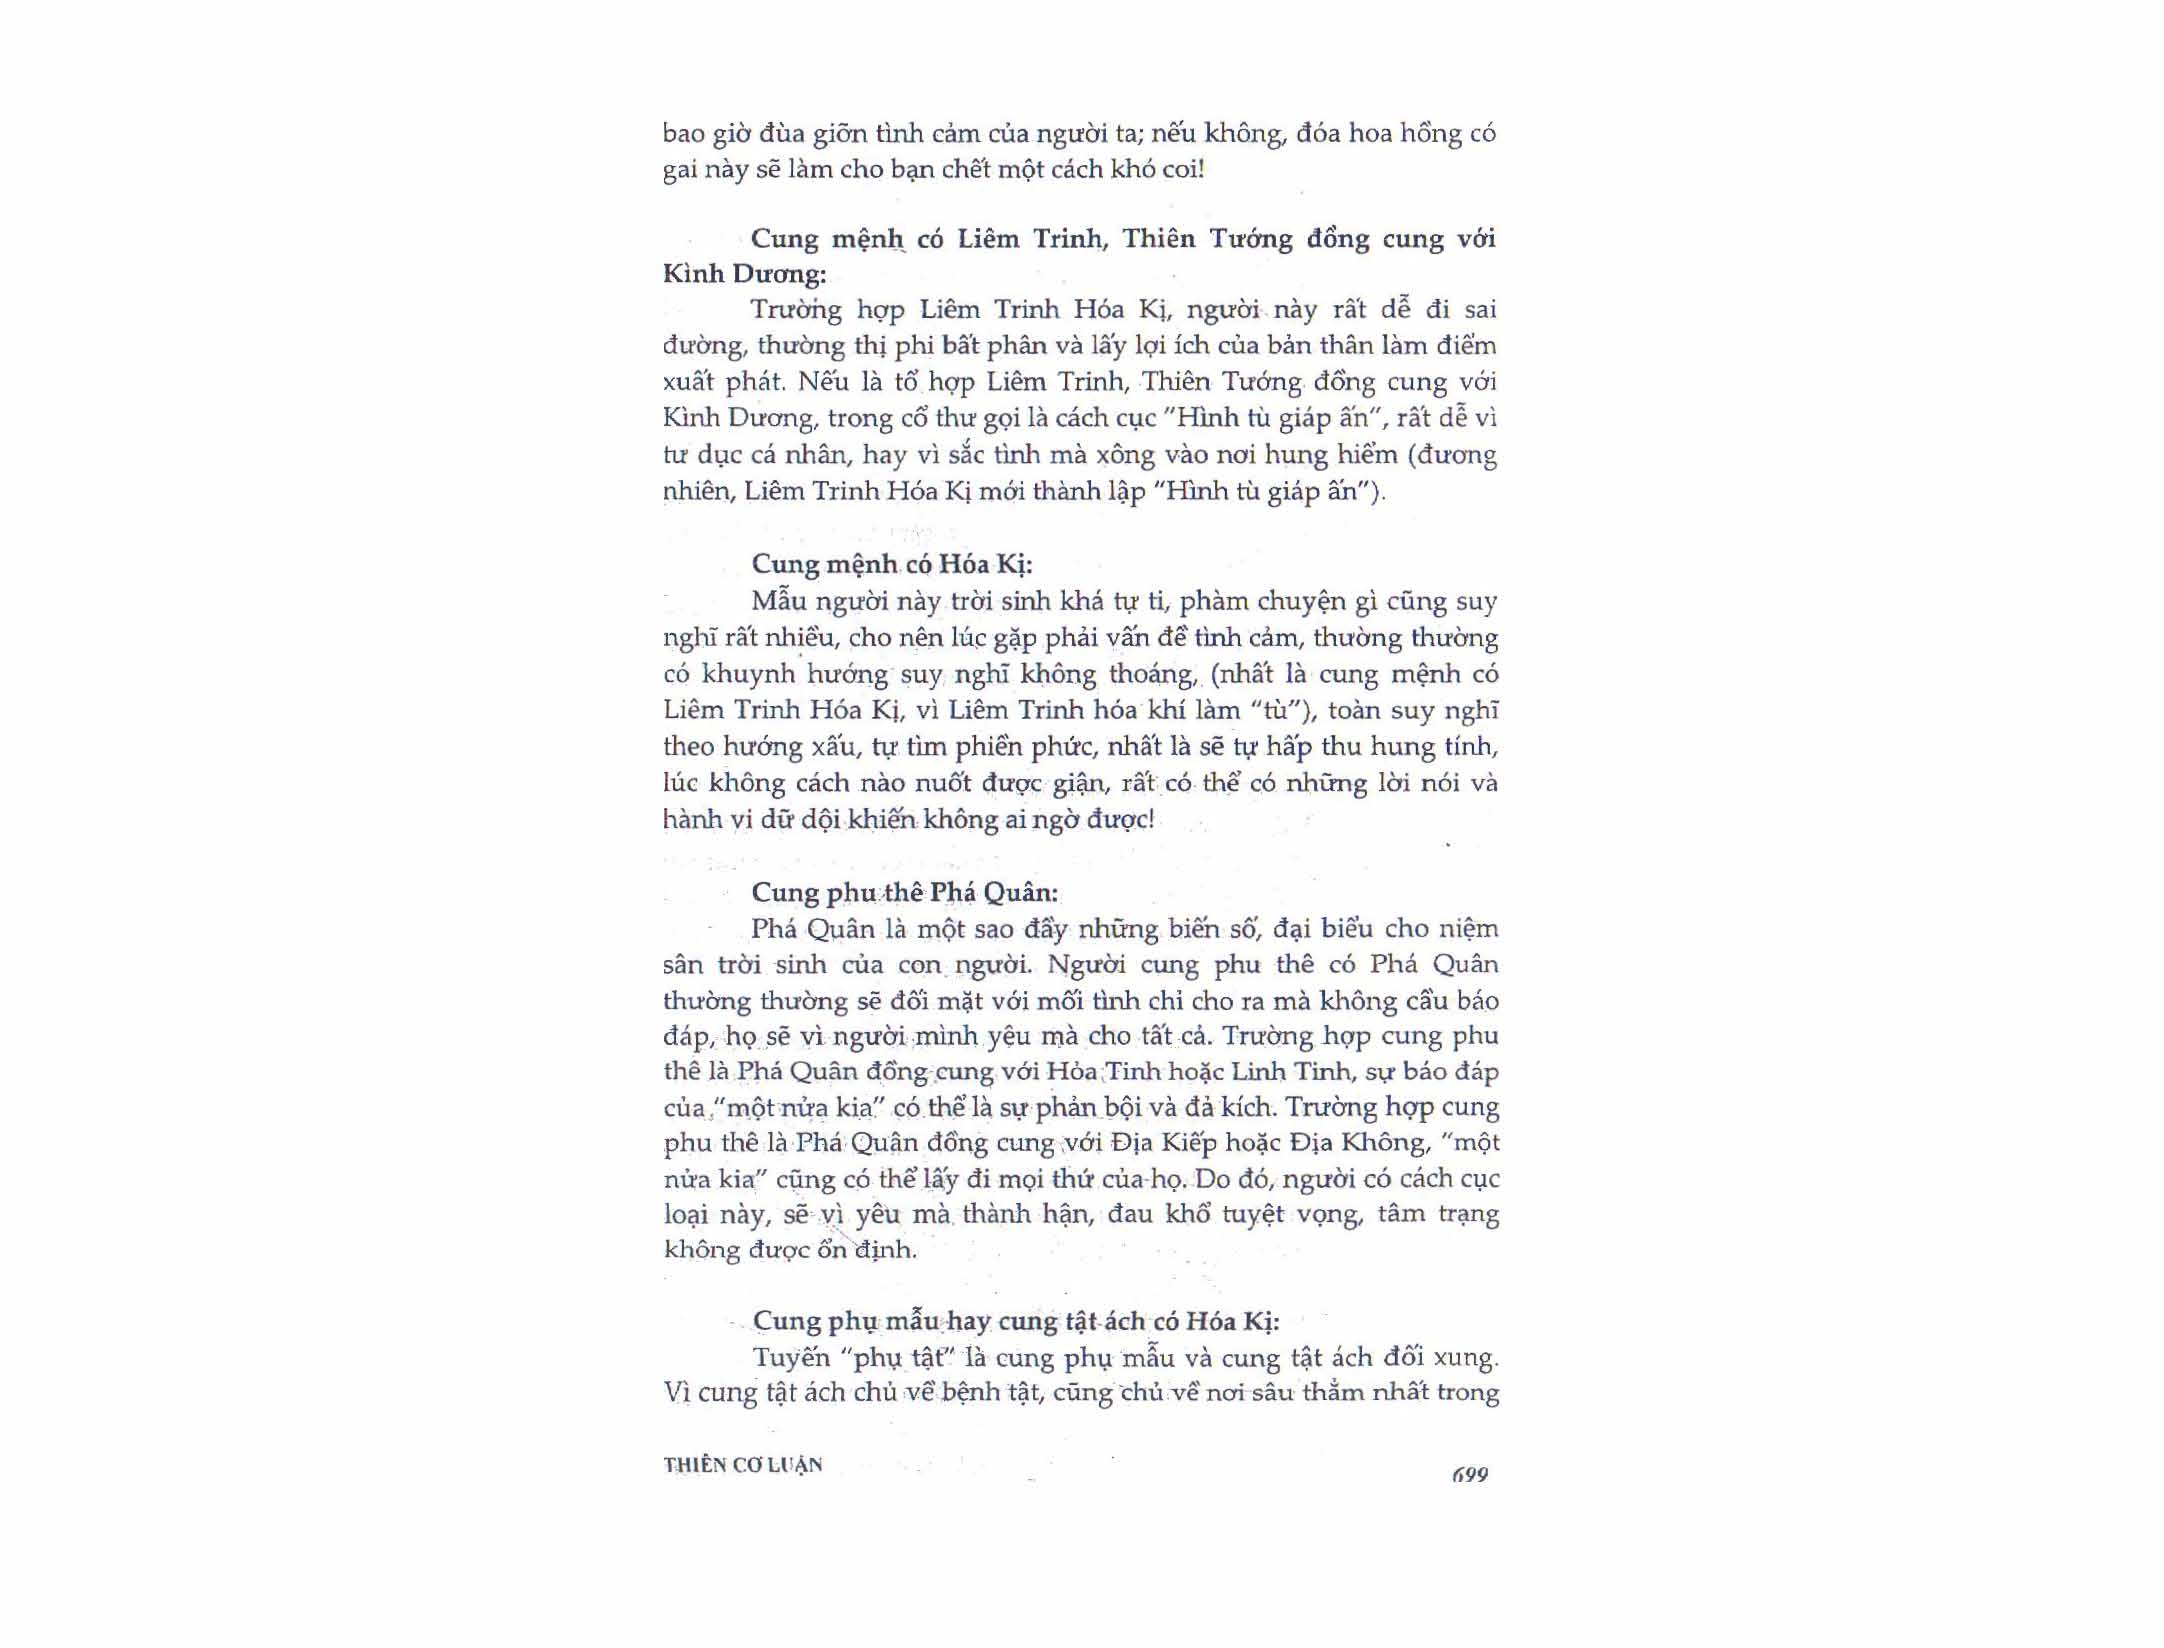 bao giờ đùa giỡn tình cảm của người ta; nếu không, đóa hoa hồng có
gai này sẽ làm cho bạn chết một cách khó coi!
Cung mệnh có Liêm Trinh, Thiên Tướng đồng cung với
Kình Dương:
Trường hợp Liêm Trinh Hóa Kị, người này rất dễ đi sai
đường, thường thị phi bất phân và lấy lợi ích của bản thân làm điểm
xuất phát. Nếu là tổ hợp Liêm Trinh, Thiên Tướng đồng cung với
Kình Dương, trong cổ thư gọi là cách cục "Hình tù giáp ấn", rất dễ vì
tư dục cá nhân, hay vì sắc tình mà xông vào nơi hung hiểm (đương
nhiên, Liêm Trinh Hóa Kị mới thành lập "Hình tù giáp ấn").
Cung mệnh có Hóa Kị:
Mẫu người này trời sinh khá tự ti, phàm chuyện gì cũng suy
nghĩ rất nhiều, cho nên lúc gặp phải vấn đề tình cảm, thường thường
có khuynh hướng suy nghĩ không thoáng, (nhất là cung mệnh có
Liêm Trinh Hóa Kị, vì Liêm Trinh hóa khí làm "tù"), toàn suy nghĩ
theo hướng xấu, tự tìm phiền phức, nhất là sẽ tự hấp thu hung tính,
lúc không cách nào nuốt được giận, rất có thể có những lời nói và
hành vi dữ dội khiến không ai ngờ được!
Cung phu thê Phá Quân:
Phá Quân là một sao đầy những biến số, đại biểu cho niệm
sân trời sinh của con người. Người cung phu thê có Phá Quân
thường thường sẽ đối mặt với mối tình chỉ cho ra mà không cầu báo
đáp, họ sẽ vì người mình yêu mà cho tất cả. Trường hợp cung phu
thê là Phá Quân đồng cung với Hỏa Tinh hoặc Linh Tinh, sự báo đáp
của "một nửa kia" có thể là sự phản bội và đả kích. Trường hợp cung
phu thê là Phá Quân đồng cung với Địa Kiếp hoặc Địa Không, "một
nửa kia" cũng có thể lấy đi mọi thứ của họ. Do đó, người có cách cục
loại này, sẽ vì yêu mà thành hận, đau khổ tuyệt vọng, tâm trạng
không được ổn định.
Cung phụ mẫu hay cung tật ách có Hóa Kị:
Tuyến "phụ tật" là cung phụ mẫu và cung tật ách đối xung.
Vì cung tật ách chủ về bệnh tật, cũng chủ về nơi sâu thẳm nhất trong
THIÊN CƠ LUẬN
699